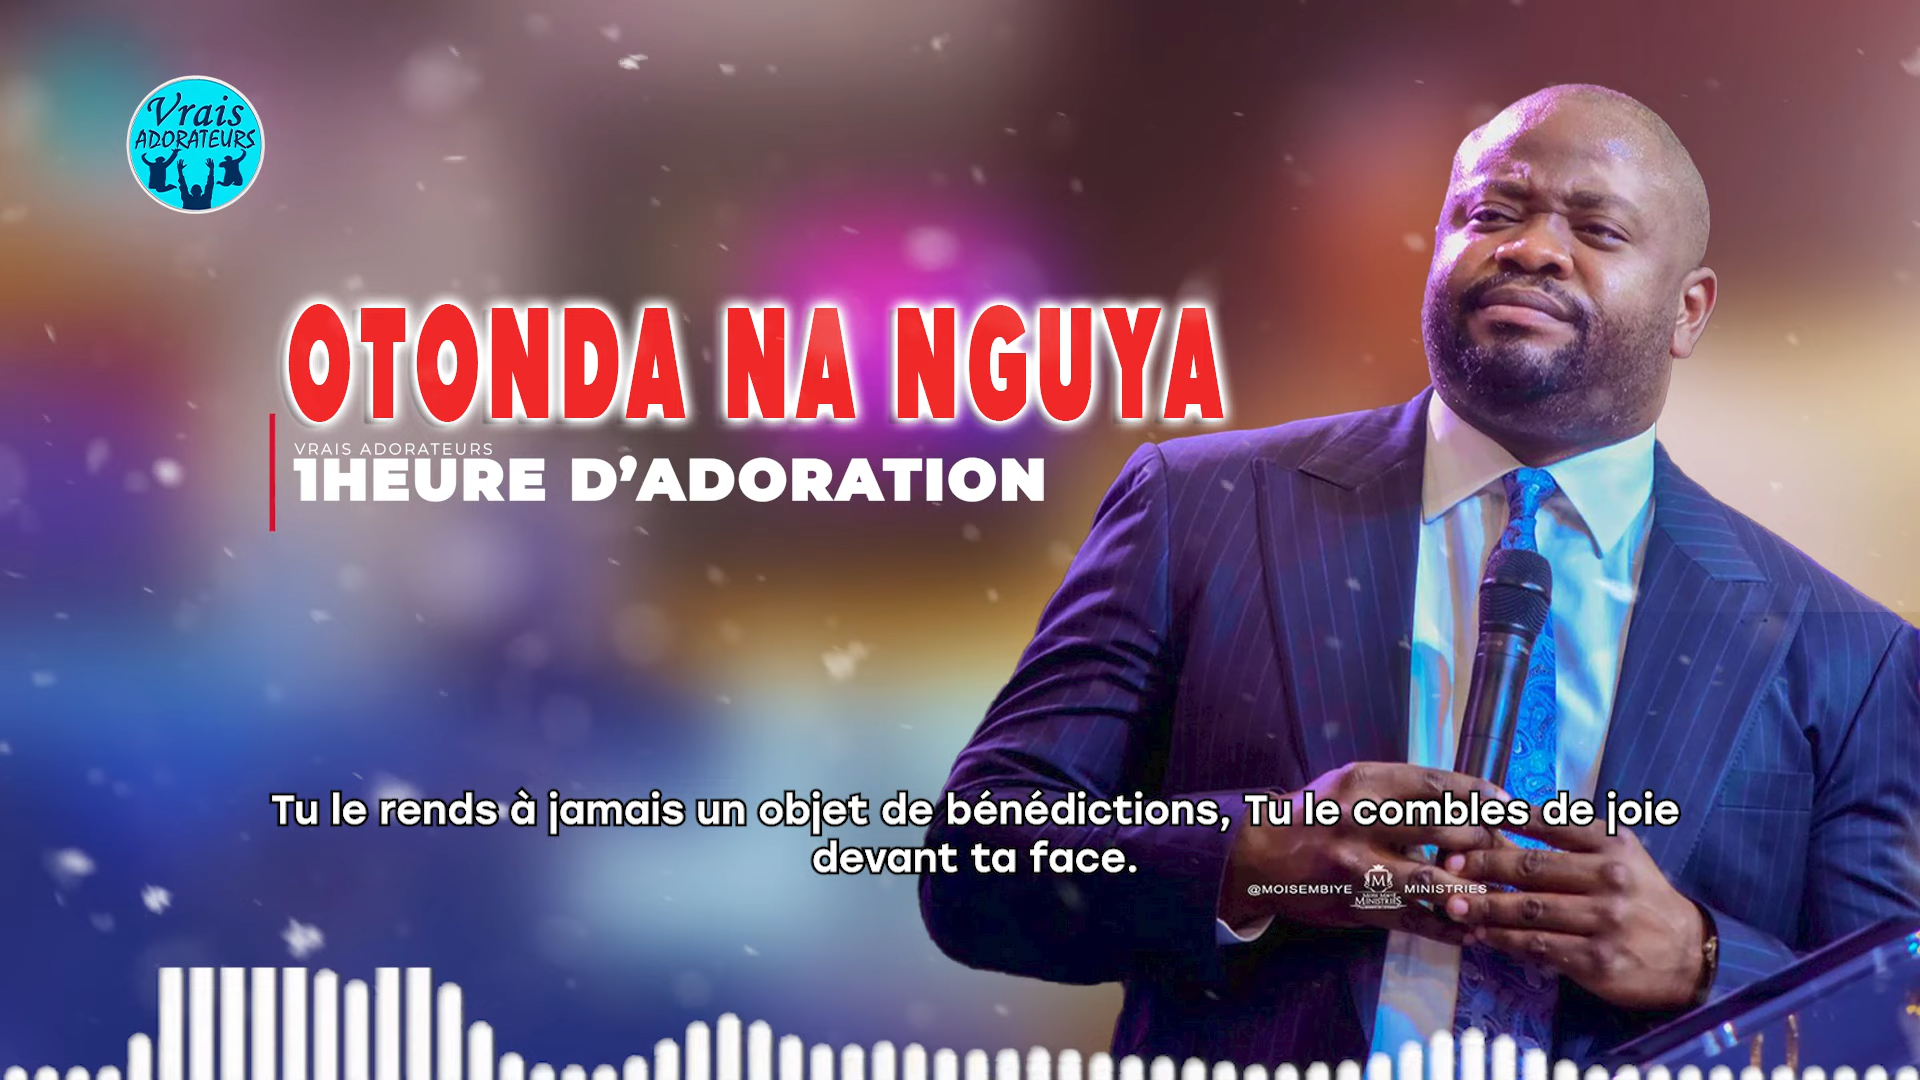 Vrais
ADORATEURS
OTONDA NA NGUYA
VRAIS ADORATEURS
1HEURE D’ADORATION
Tu le rends à jamais un objet de bénédictions, Tu le combles de joie
devant ta face.
@MOISEMBIYE M MINISTRIES
MINISTRIES